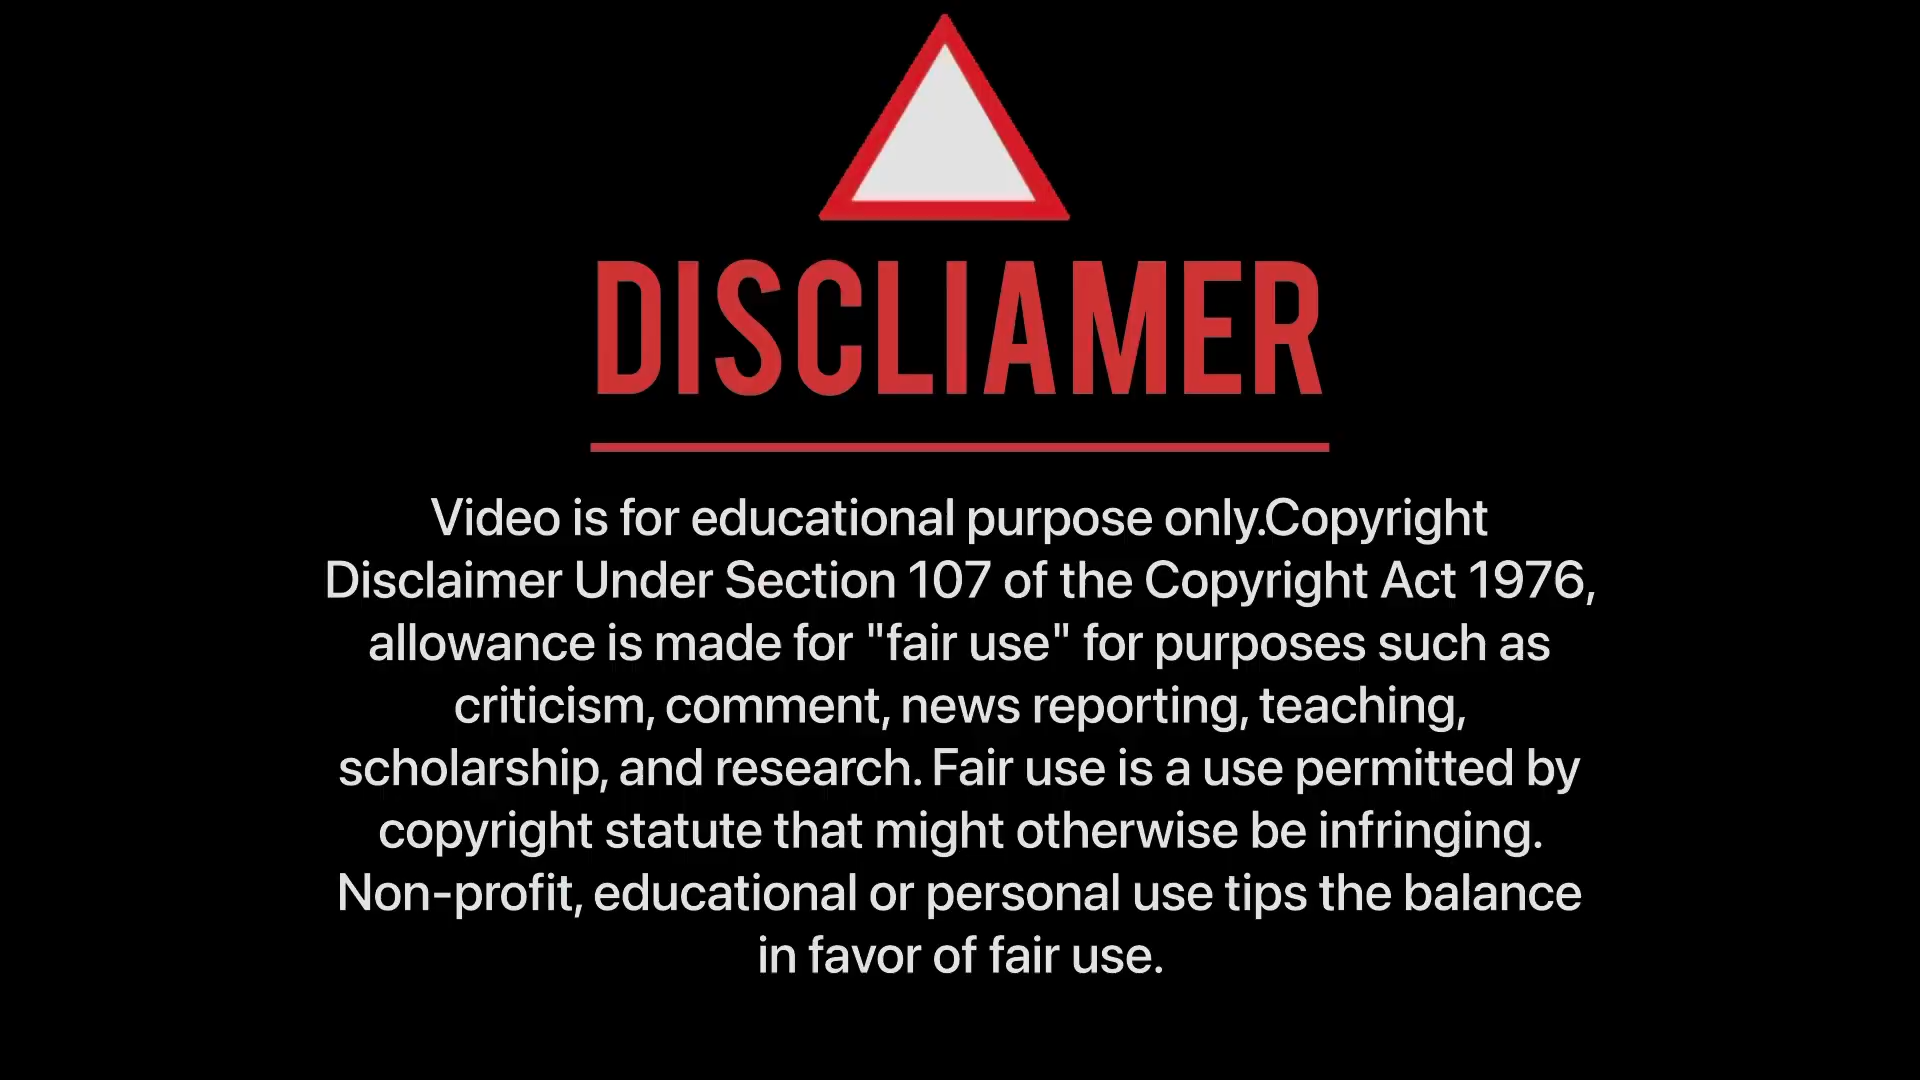 DISCLIAMER
Video is for educational purpose only.Copyright
Disclaimer Under Section 107 of the Copyright Act 1976,
allowance is made for "fair use" for purposes such as
criticism, comment, news reporting, teaching,
scholarship, and research. Fair use is a use permitted by
copyright statute that might otherwise be infringing.
Non-profit, educational or personal use tips the balance
in favor of fair use.